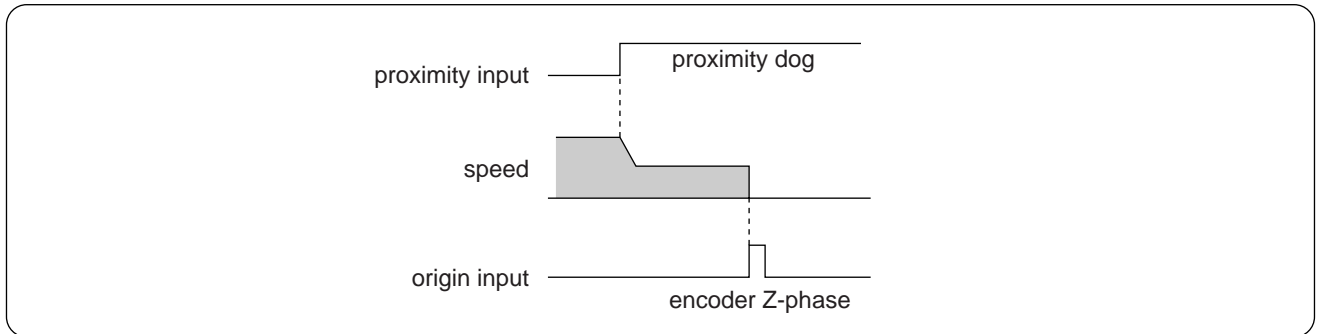 proximity dog
proximity input
speed
origin input
encoder Z-phase